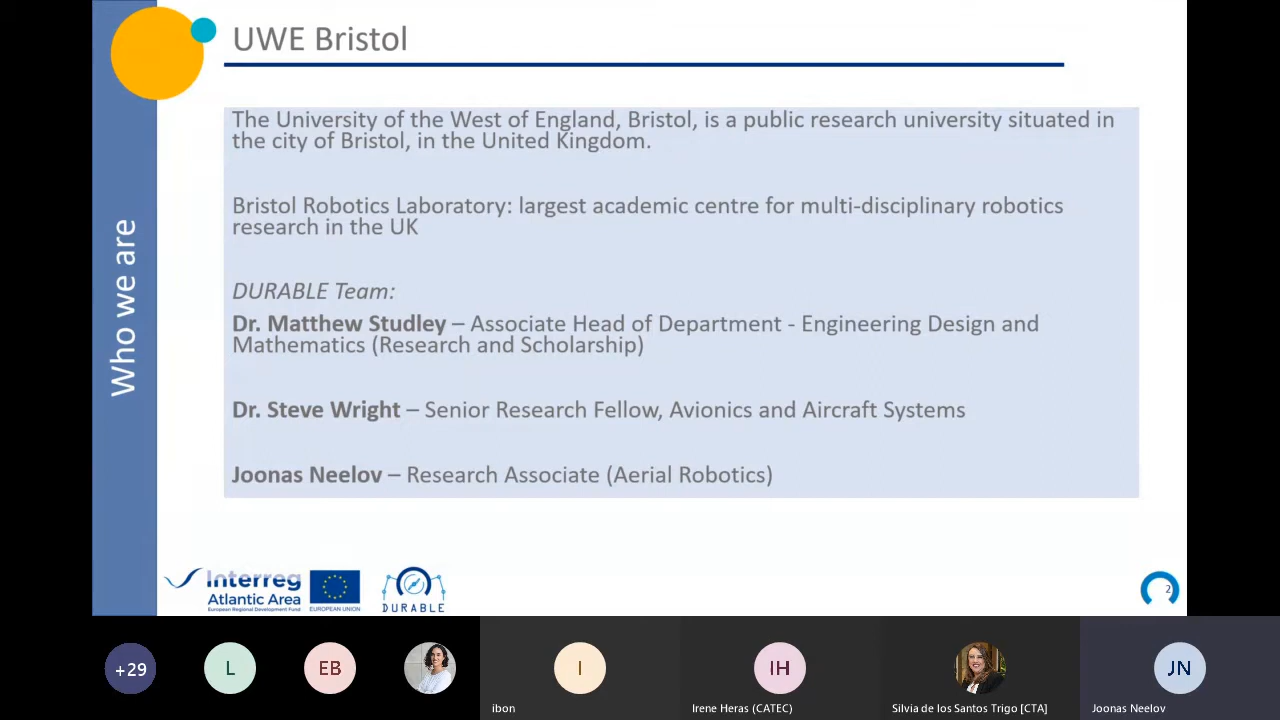 UWE Bristol
The University of the West of England, Bristol, is a public research university situated in
the city of Bristol, in the United Kingdom.
Bristol Robotics Laboratory: largest academic centre for multi-disciplinary robotics
research in the UK
DURABLE Team:
Dr. Matthew Studley – Associate Head of Department - Engineering Design and
Mathematics (Research and Scholarship)
Dr. Steve Wright – Senior Research Fellow, Avionics and Aircraft Systems
Joonas Neelov – Research Associate (Aerial Robotics)
Who we are
Interreg
Atlantic Area
European Regional Development Fund
EUROPEAN UNION
DURABLE
2
+29
L
EB
I
IH
JN
ibon
Irene Heras (CATEC)
Silvia de los Santos Trigo [CTA]
Joonas Neelov